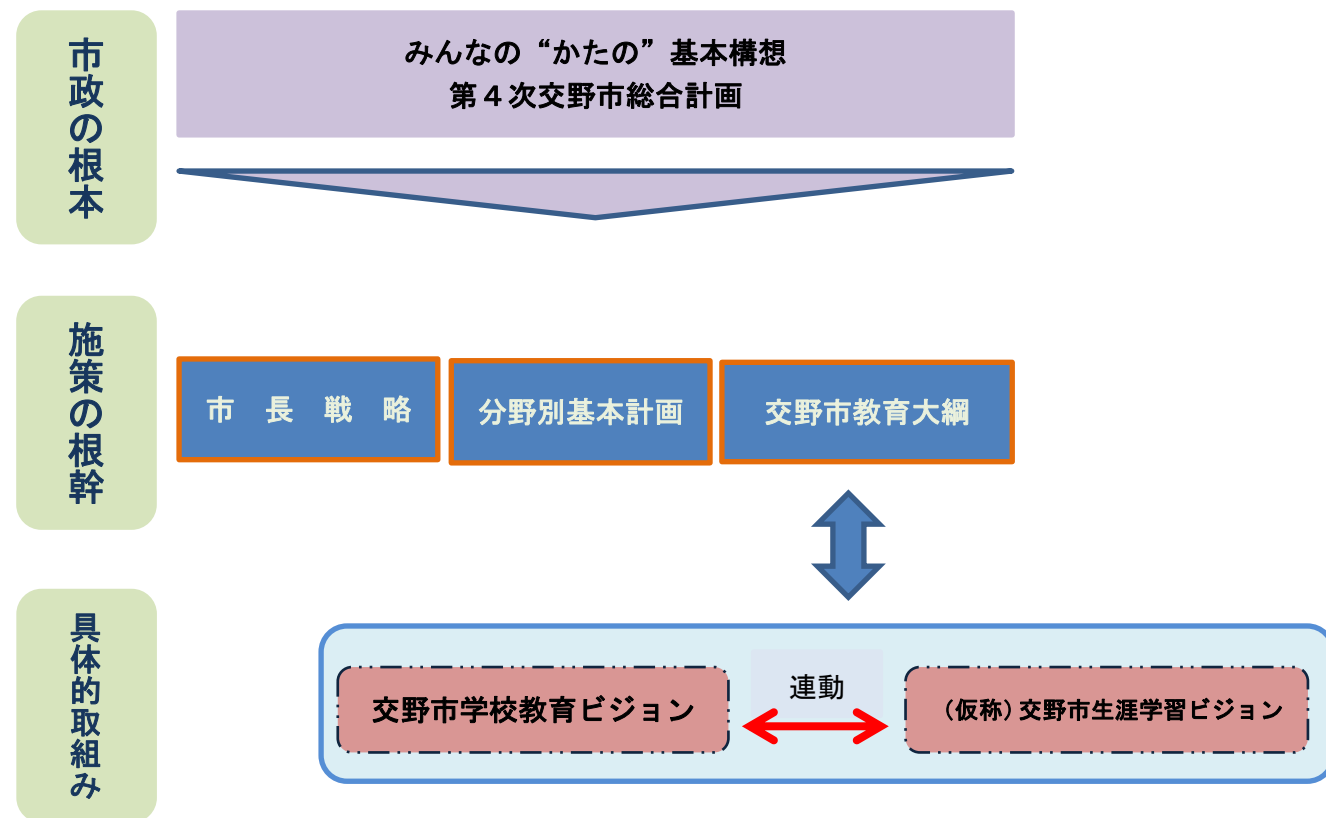 市政の根本
みんなの“かたの”基本構想
第４次交野市総合計画
施策の根幹
市　長　戦　略
分野別基本計画
交野市教育大綱
具体的取組み
交野市学校教育ビジョン
連動
（仮称）交野市生涯学習ビジョン